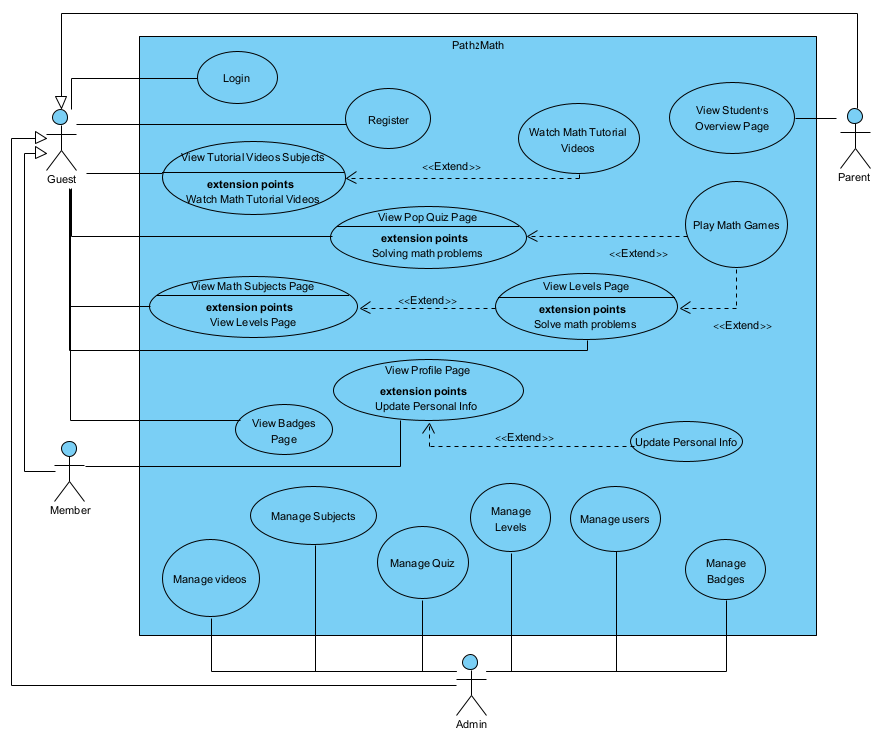 Path2Math
Login
Register
Watch Math Tutorial
Videos
View Student's
Overview Page
Guest
Parent
View Tutorial Videos Subjects
extension points
Watch Math Tutorial Videos
<<Extend>>
View Pop Quiz Page
extension points
Solving math problems
Play Math Games
<<Extend>>
View Math Subjects Page
extension points
View Levels Page
<<Extend>>
View Levels Page
extension points
Solve math problems
<<Extend>>
View Profile Page
extension points
Update Personal Info
View Badges
Page
<<Extend>>
Update Personal Info
Member
Manage Subjects
Manage
Levels
Manage users
Manage videos
Manage Quiz
Manage
Badges
Admin